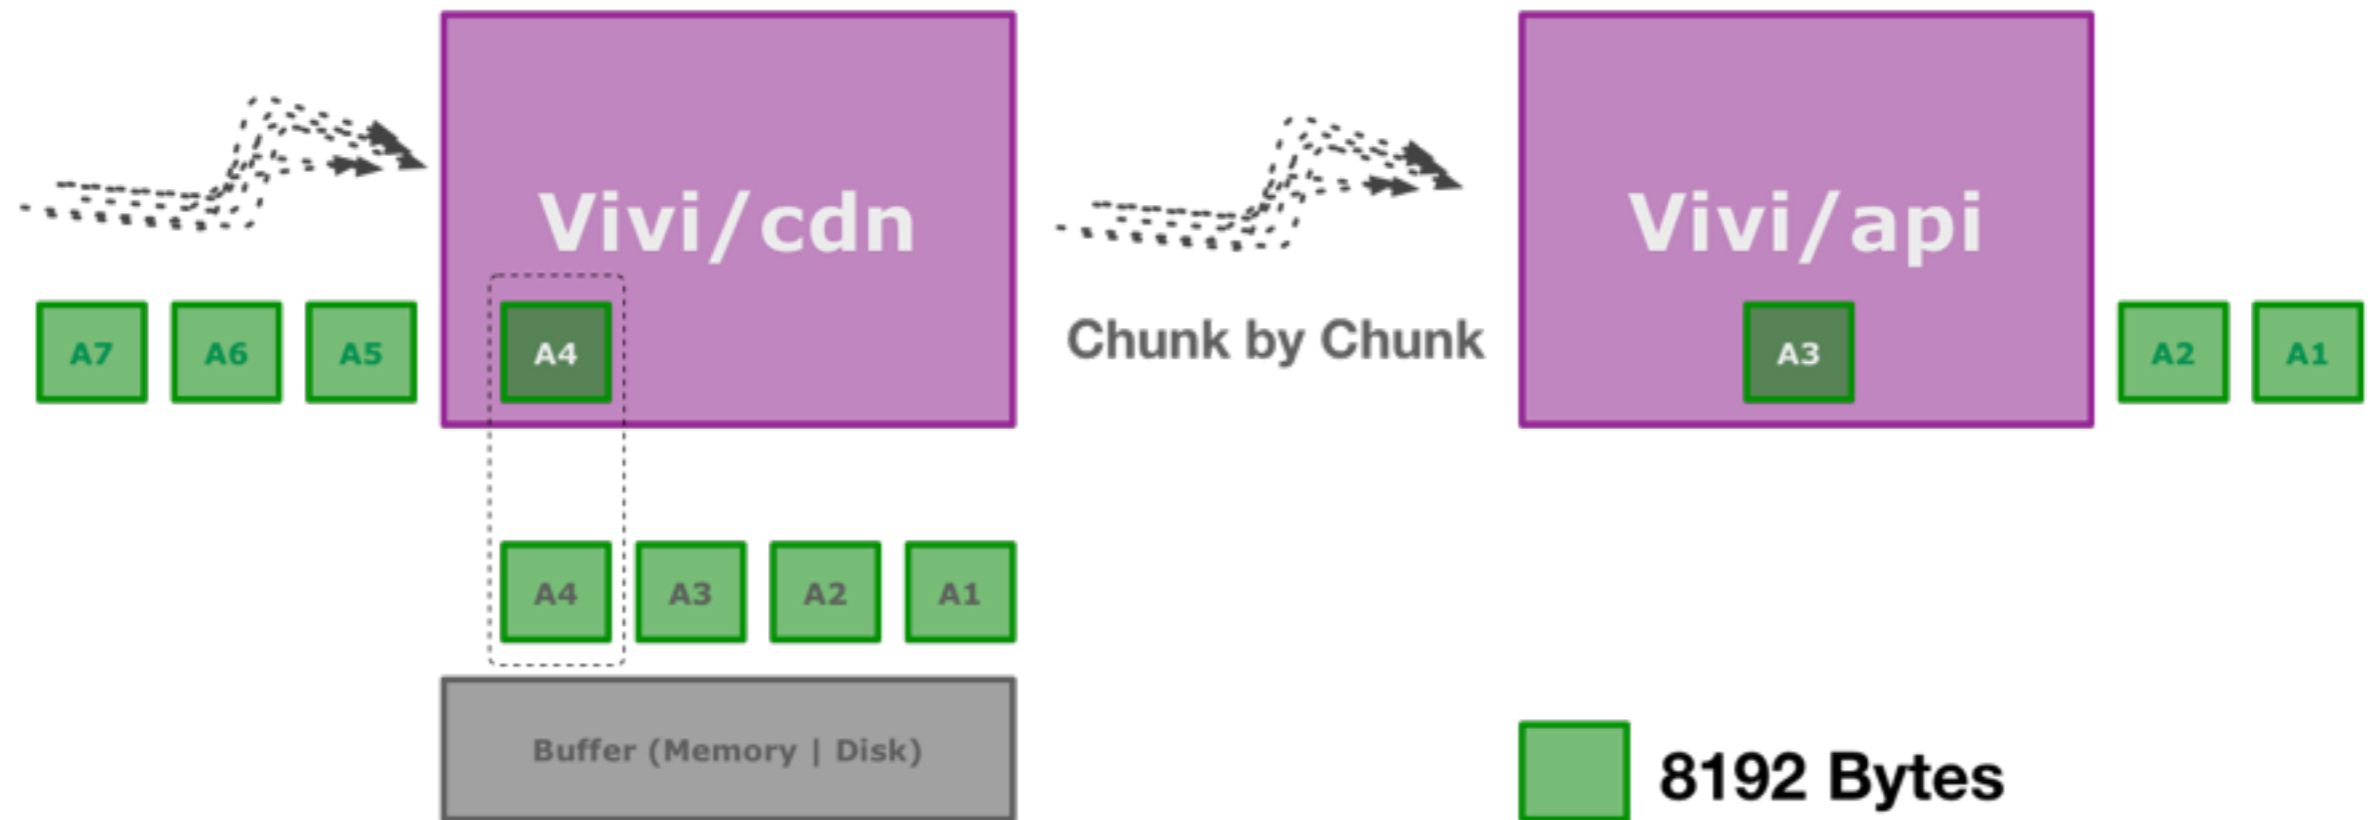 Vivi/cdn
Vivi/api
Chunk by Chunk
A7 A6 A5 A4 A3 A2 A1
A4 A3 A2 A1
Buffer (Memory | Disk)
8192 Bytes